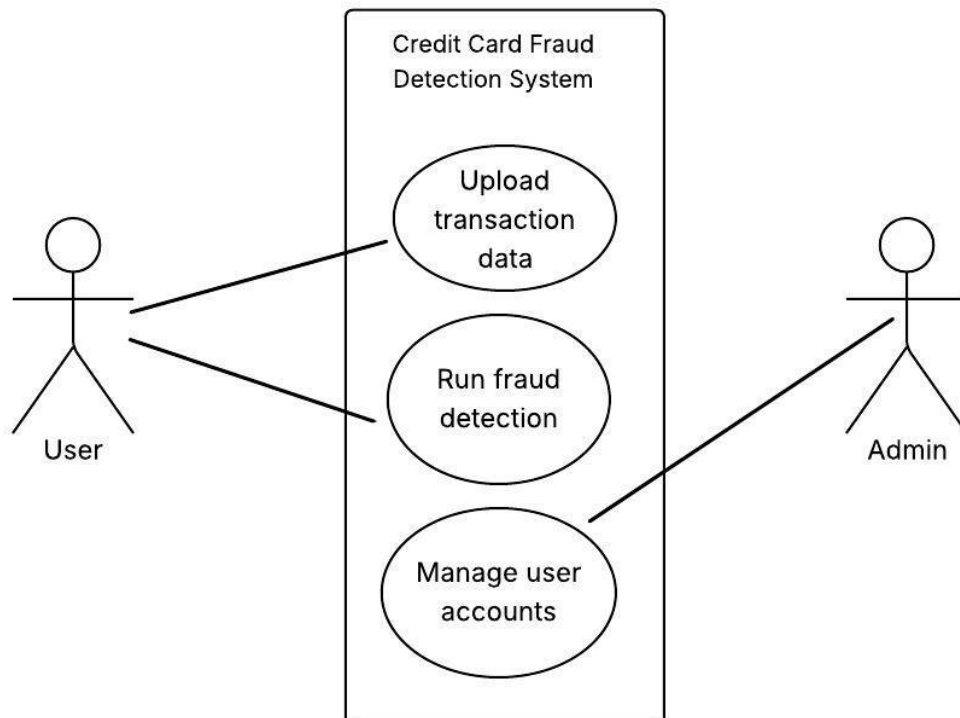 Credit Card Fraud
Detection System
Upload
transaction
data
Run fraud
detection
Manage user
accounts
User
Admin